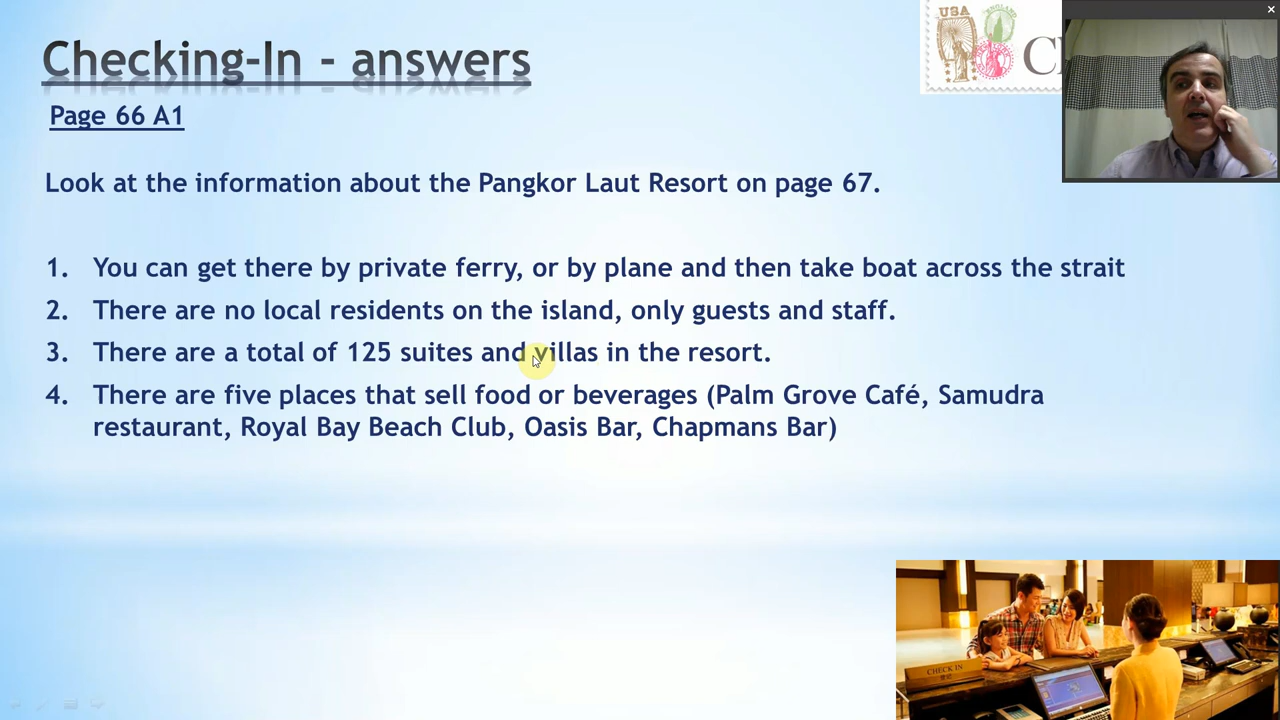 Checking-In - answers
USA
ENGLAND
C
Page 66 A1
Look at the information about the Pangkor Laut Resort on page 67.
1. You can get there by private ferry, or by plane and then take boat across the strait
2. There are no local residents on the island, only guests and staff.
3. There are a total of 125 suites and villas in the resort.
4. There are five places that sell food or beverages (Palm Grove Café, Samudra
restaurant, Royal Bay Beach Club, Oasis Bar, Chapmans Bar)
CHECK IN